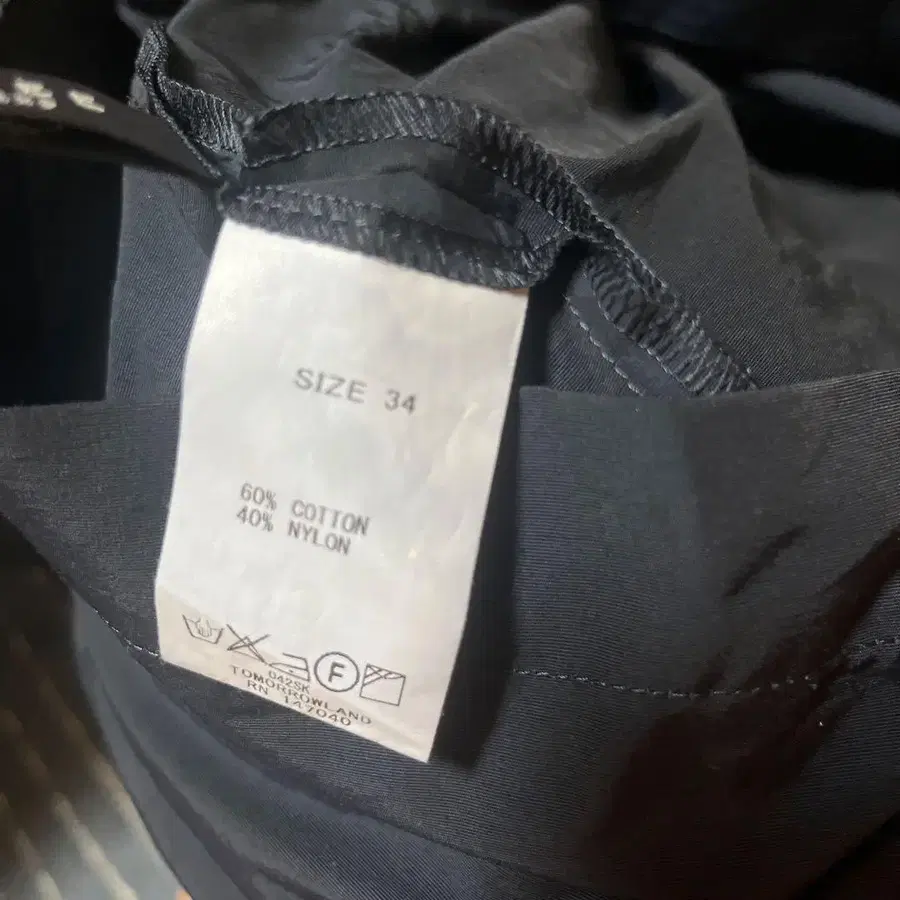 SIZE 34
60% COTTON
40% NYLON
F
042SK
TOMORROWLAND
RN 147040